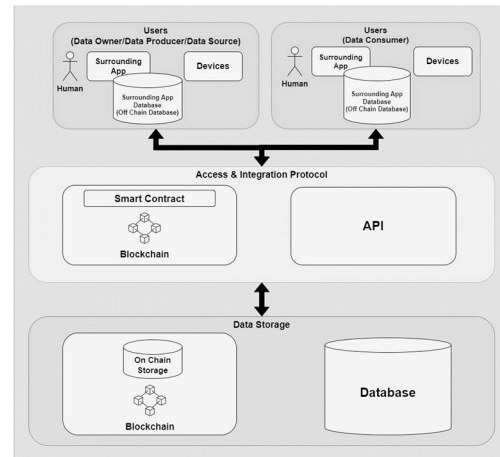 Users
(Data Owner/Data Producer/Data Source)
Human
Surrounding
App
Devices
Surrounding App
Database
(Off Chain Database)
Users
(Data Consumer)
Human
Surrounding
App
Devices
Surrounding App
Database
(Off Chain Database)
Access & Integration Protocol
Smart Contract
Blockchain
API
Data Storage
On Chain
Storage
Blockchain
Database